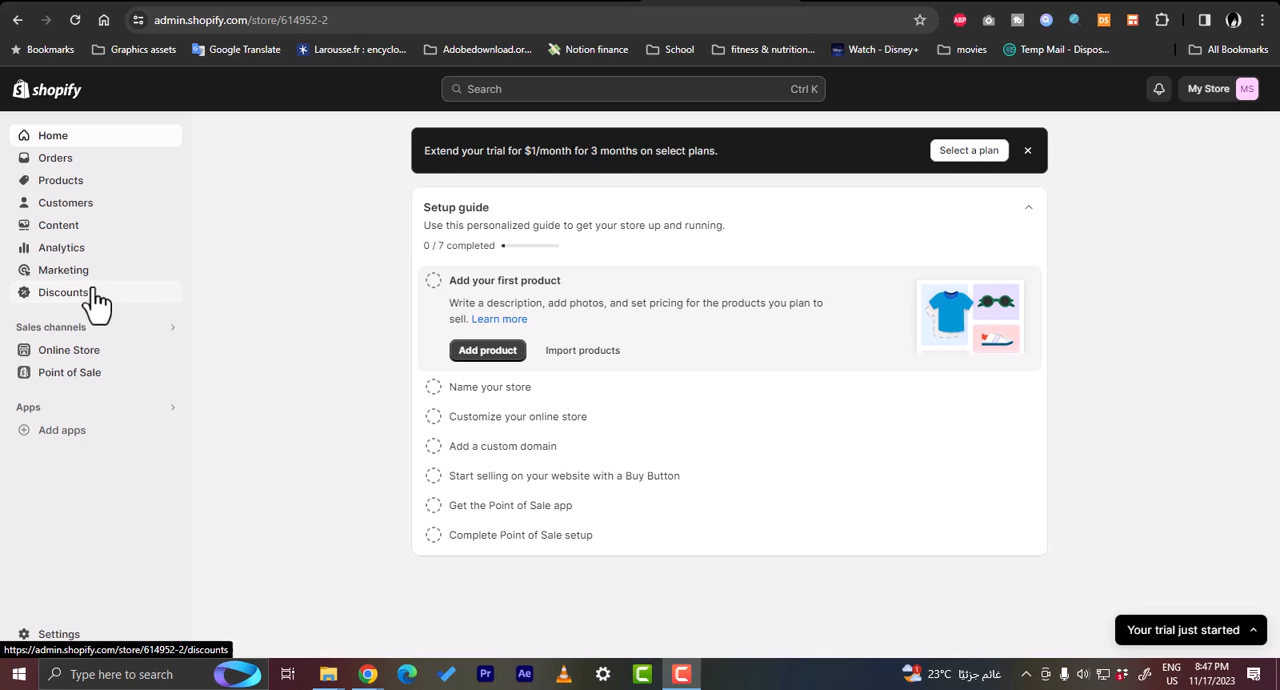 admin.shopify.com/store/614952-2
ABP
DS
Bookmarks
Graphics assets
Google Translate
Larousse.fr : encyclo...
Adobedownload.or...
Notion finance
School
fitness & nutrition...
Watch - Disney+
movies
Temp Mail - Dispos...
All Bookmarks
shopify
Search
Ctrl K
My Store
MS
Home
Orders
Products
Customers
Content
Analytics
Marketing
Discounts
Sales channels
Online Store
Point of Sale
Apps
Add apps
Settings
Extend your trial for $1/month for 3 months on select plans.
Select a plan
Setup guide
Use this personalized guide to get your store up and running.
0 / 7 completed
Add your first product
Write a description, add photos, and set pricing for the products you plan to
sell. Learn more
Add product
Import products
Name your store
Customize your online store
Add a custom domain
Start selling on your website with a Buy Button
Get the Point of Sale app
Complete Point of Sale setup
Your trial just started
https://admin.shopify.com/store/614952-2/discounts
Type here to search
Pr
Ae
23°C
غائم جزئيًا
ENG
US
8:47 PM
11/17/2023